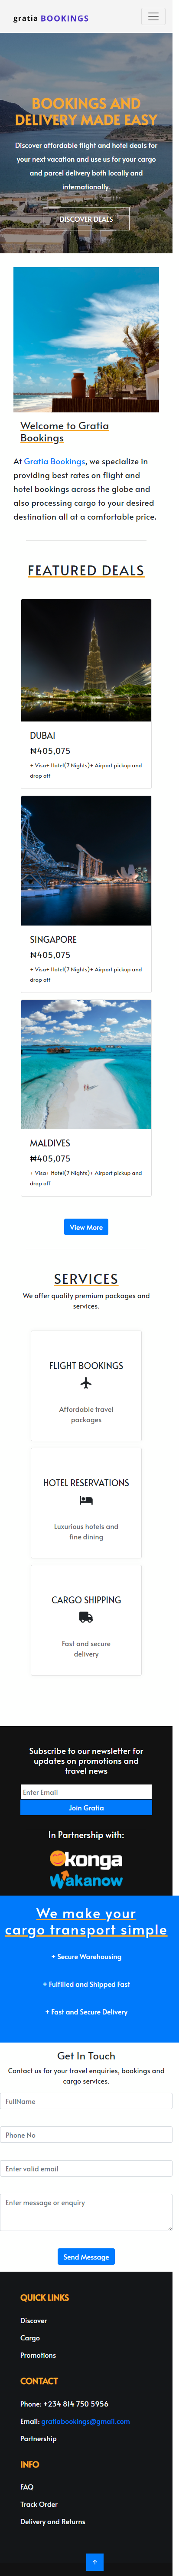 gratia BOOKINGS
BOOKINGS AND
DELIVERY MADE EASY
Discover affordable flight and hotel deals for
your next vacation and use us for your cargo
and parcel delivery both locally and
internationally.
DISCOVER DEALS
Welcome to Gratia
Bookings
At Gratia Bookings, we specialize in
providing best rates on flight and
hotel bookings across the globe and
also processing cargo to your desired
destination all at a comfortable price.
FEATURED DEALS
DUBAI
₦405,075
+ Visa+ Hotel(7 Nights)+ Airport pickup and
drop off
SINGAPORE
₦405,075
+ Visa+ Hotel(7 Nights)+ Airport pickup and
drop off
MALDIVES
₦405,075
+ Visa+ Hotel(7 Nights)+ Airport pickup and
drop off
View More
SERVICES
We offer quality premium packages and
services.
FLIGHT BOOKINGS
Affordable travel
packages
HOTEL RESERVATIONS
Luxurious hotels and
fine dining
CARGO SHIPPING
Fast and secure
delivery
Subscribe to our newsletter for
updates on promotions and
travel news
Enter Email
Join Gratia
In Partnership with:
konga
wakanow
We make your
cargo transport simple
+ Secure Warehousing
+ Fulfilled and Shipped Fast
+ Fast and Secure Delivery
Get In Touch
Contact us for your travel enquiries, bookings and
cargo services.
FullName
Phone No
Enter valid email
Enter message or enquiry
Send Message
QUICK LINKS
Discover
Cargo
Promotions
CONTACT
Phone: +234 814 750 5956
Email: gratiabookings@gmail.com
Partnership
INFO
FAQ
Track Order
Delivery and Returns